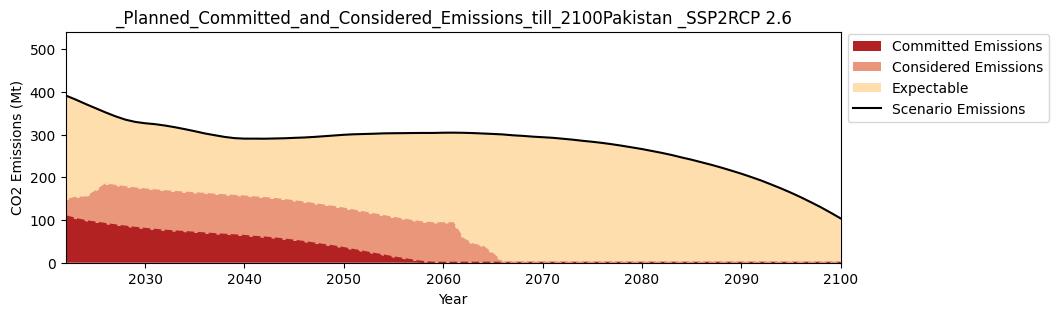 _Planned_Committed_and_Considered_Emissions_till_2100Pakistan _SSP2RCP 2.6
500
400
300
200
100
0
CO2 Emissions (Mt)
2030 2040 2050 2060 2070 2080 2090 2100
Year
Committed Emissions
Considered Emissions
Expectable
Scenario Emissions